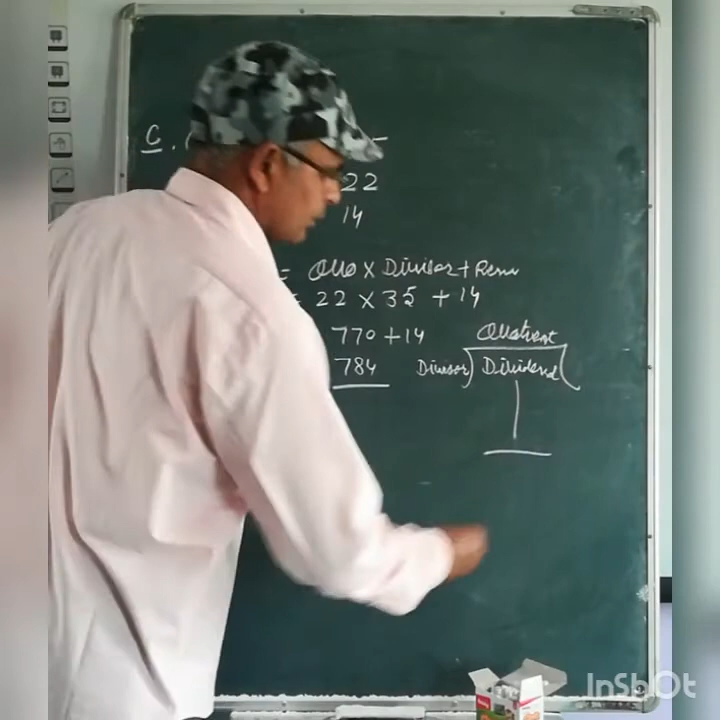 C.
22
14
= Quo × Divisor + Rem
= 22 × 35 + 14
770 + 14
784
Quotient
Divisor) Dividend (
InShOt